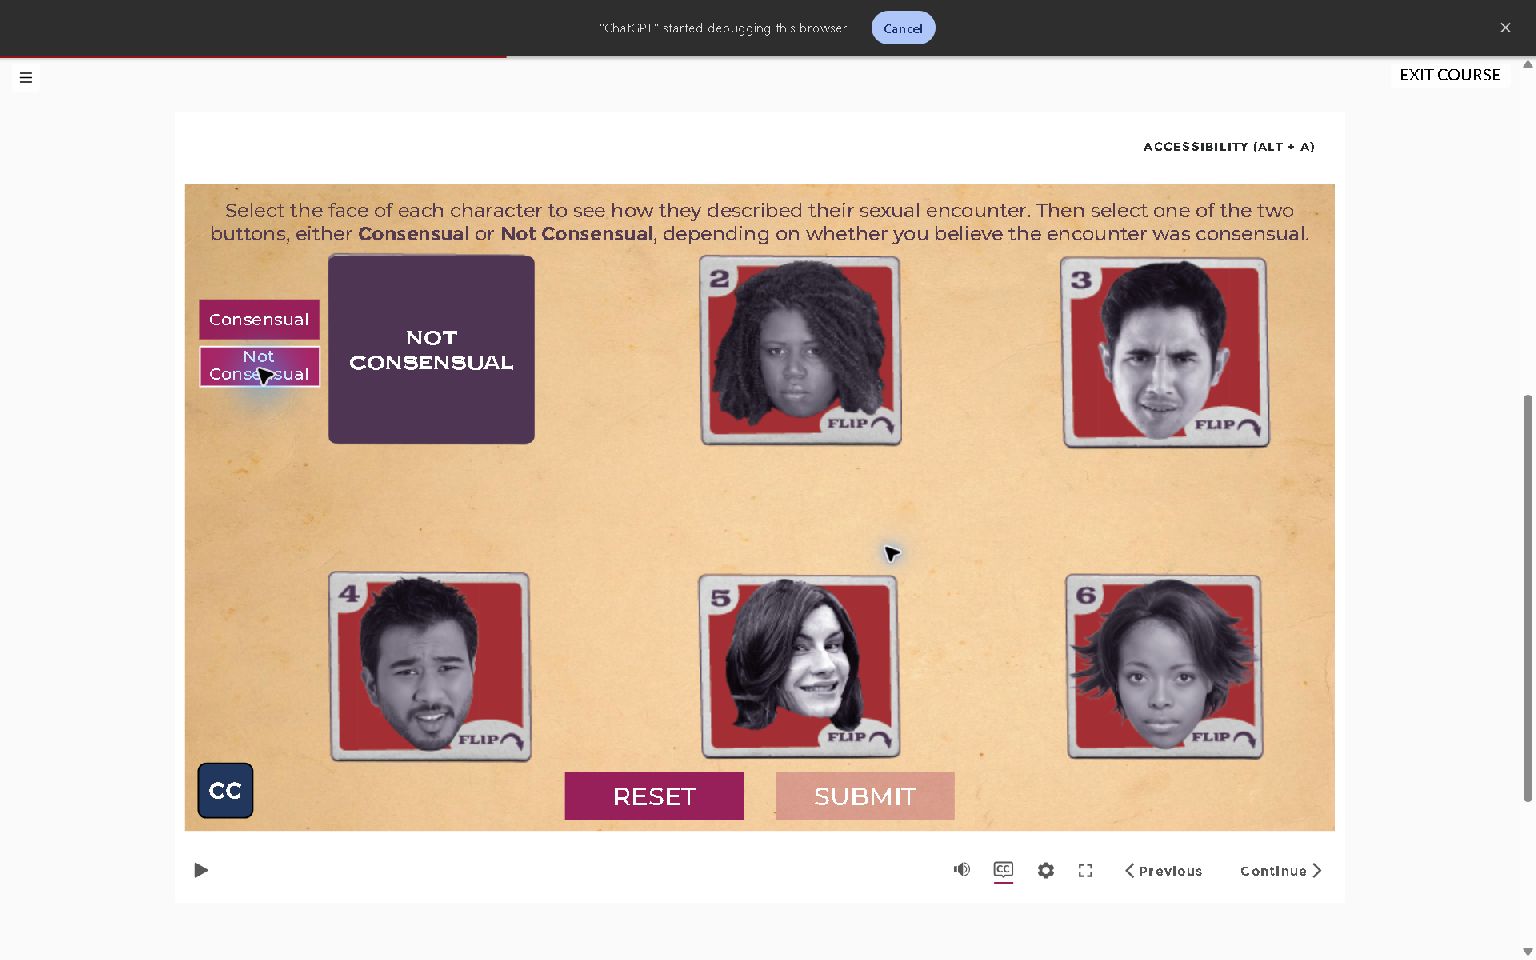 "ChatGPT" started debugging this browser
Cancel
EXIT COURSE
ACCESSIBILITY (ALT + A)
Select the face of each character to see how they described their sexual encounter. Then select one of the two
buttons, either Consensual or Not Consensual, depending on whether you believe the encounter was consensual.
Consensual
Not
Consensual
NOT
CONSENSUAL
2
FLIP
3
FLIP
4
FLIP
5
FLIP
6
FLIP
CC
RESET
SUBMIT
CC
Previous
Continue